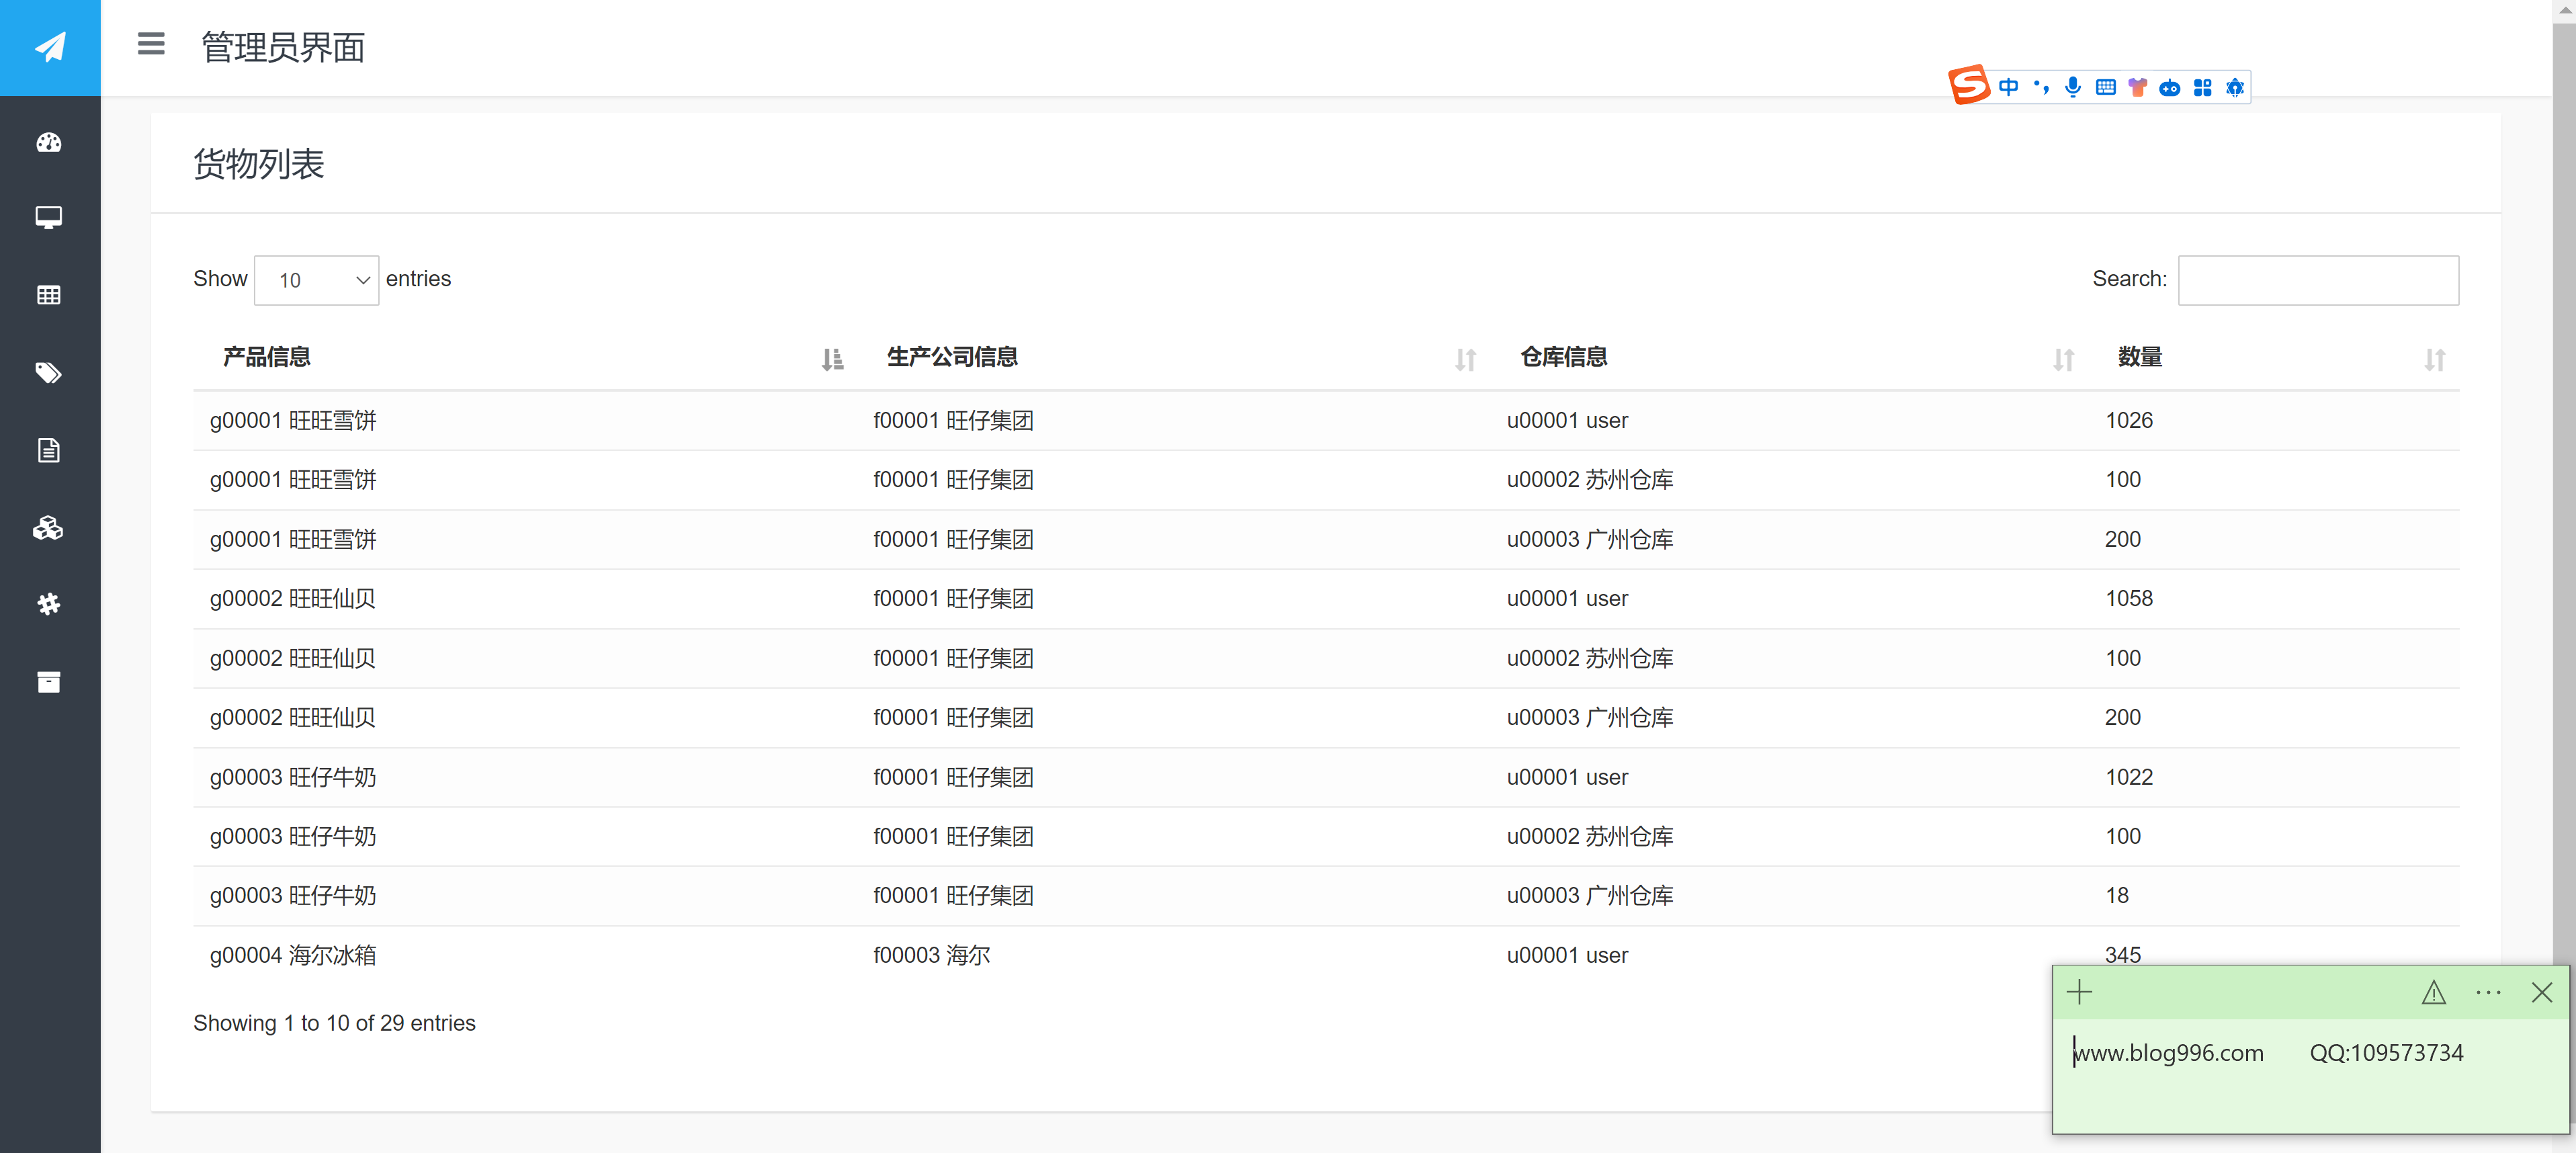 管理员界面
中
货物列表
Show 10 entries
Search:
产品信息 生产公司信息 仓库信息 数量
g00001 旺旺雪饼 f00001 旺仔集团 u00001 user 1026
g00001 旺旺雪饼 f00001 旺仔集团 u00002 苏州仓库 100
g00001 旺旺雪饼 f00001 旺仔集团 u00003 广州仓库 200
g00002 旺旺仙贝 f00001 旺仔集团 u00001 user 1058
g00002 旺旺仙贝 f00001 旺仔集团 u00002 苏州仓库 100
g00002 旺旺仙贝 f00001 旺仔集团 u00003 广州仓库 200
g00003 旺仔牛奶 f00001 旺仔集团 u00001 user 1022
g00003 旺仔牛奶 f00001 旺仔集团 u00002 苏州仓库 100
g00003 旺仔牛奶 f00001 旺仔集团 u00003 广州仓库 18
g00004 海尔冰箱 f00003 海尔 u00001 user 345
Showing 1 to 10 of 29 entries
www.blog996.com QQ:109573734